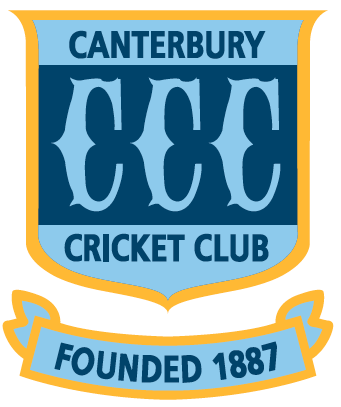 CANTERBURY
CCC
CRICKET CLUB
FOUNDED 1887